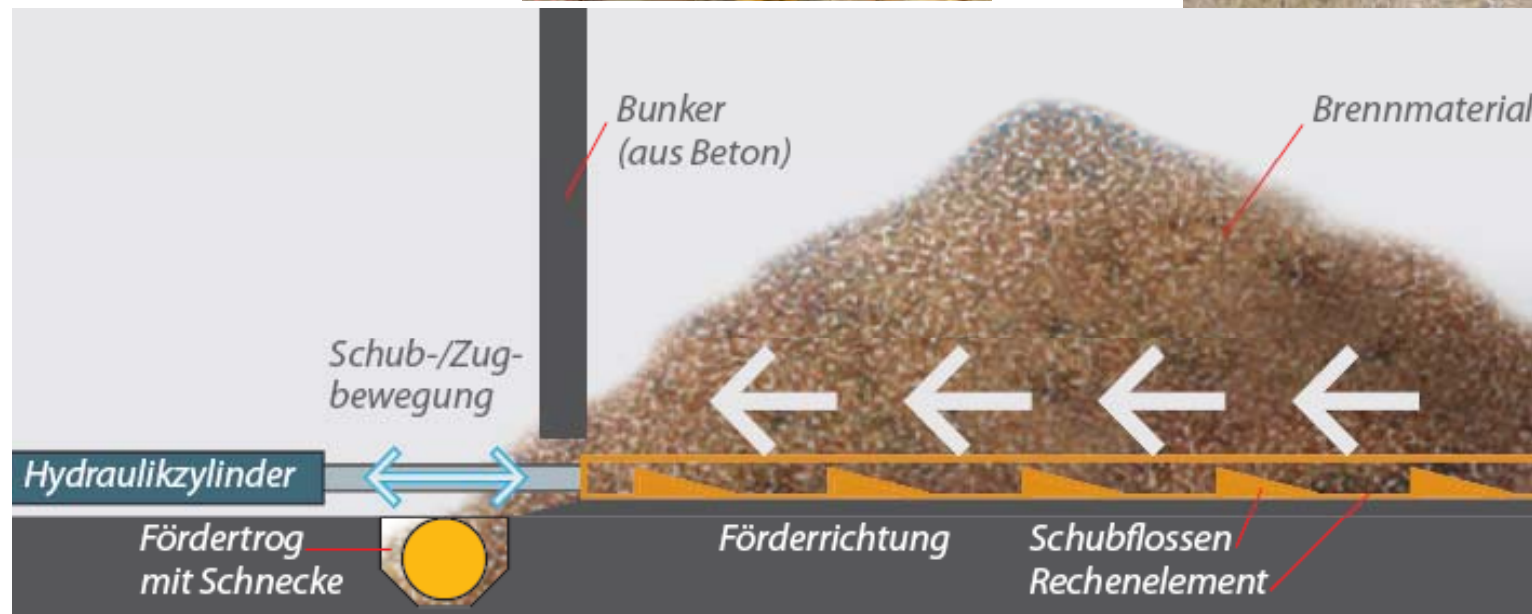 Bunker
(aus Beton)
Brennmaterial
Schub-/Zug-
bewegung
Hydraulikzylinder
Fördertrog
mit Schnecke
Förderrichtung
Schubflossen
Rechenelement